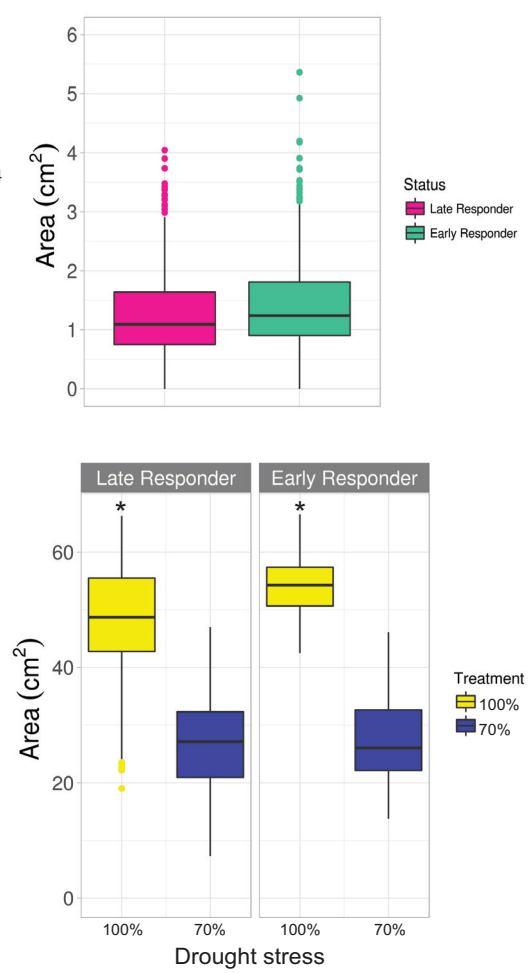 6
5
4
3
2
1
0
Area (cm²)
Status
Late Responder
Early Responder
Late Responder
Early Responder
*
*
60
40
20
0
Area (cm²)
Treatment
100%
70%
100%
70%
100%
70%
Drought stress